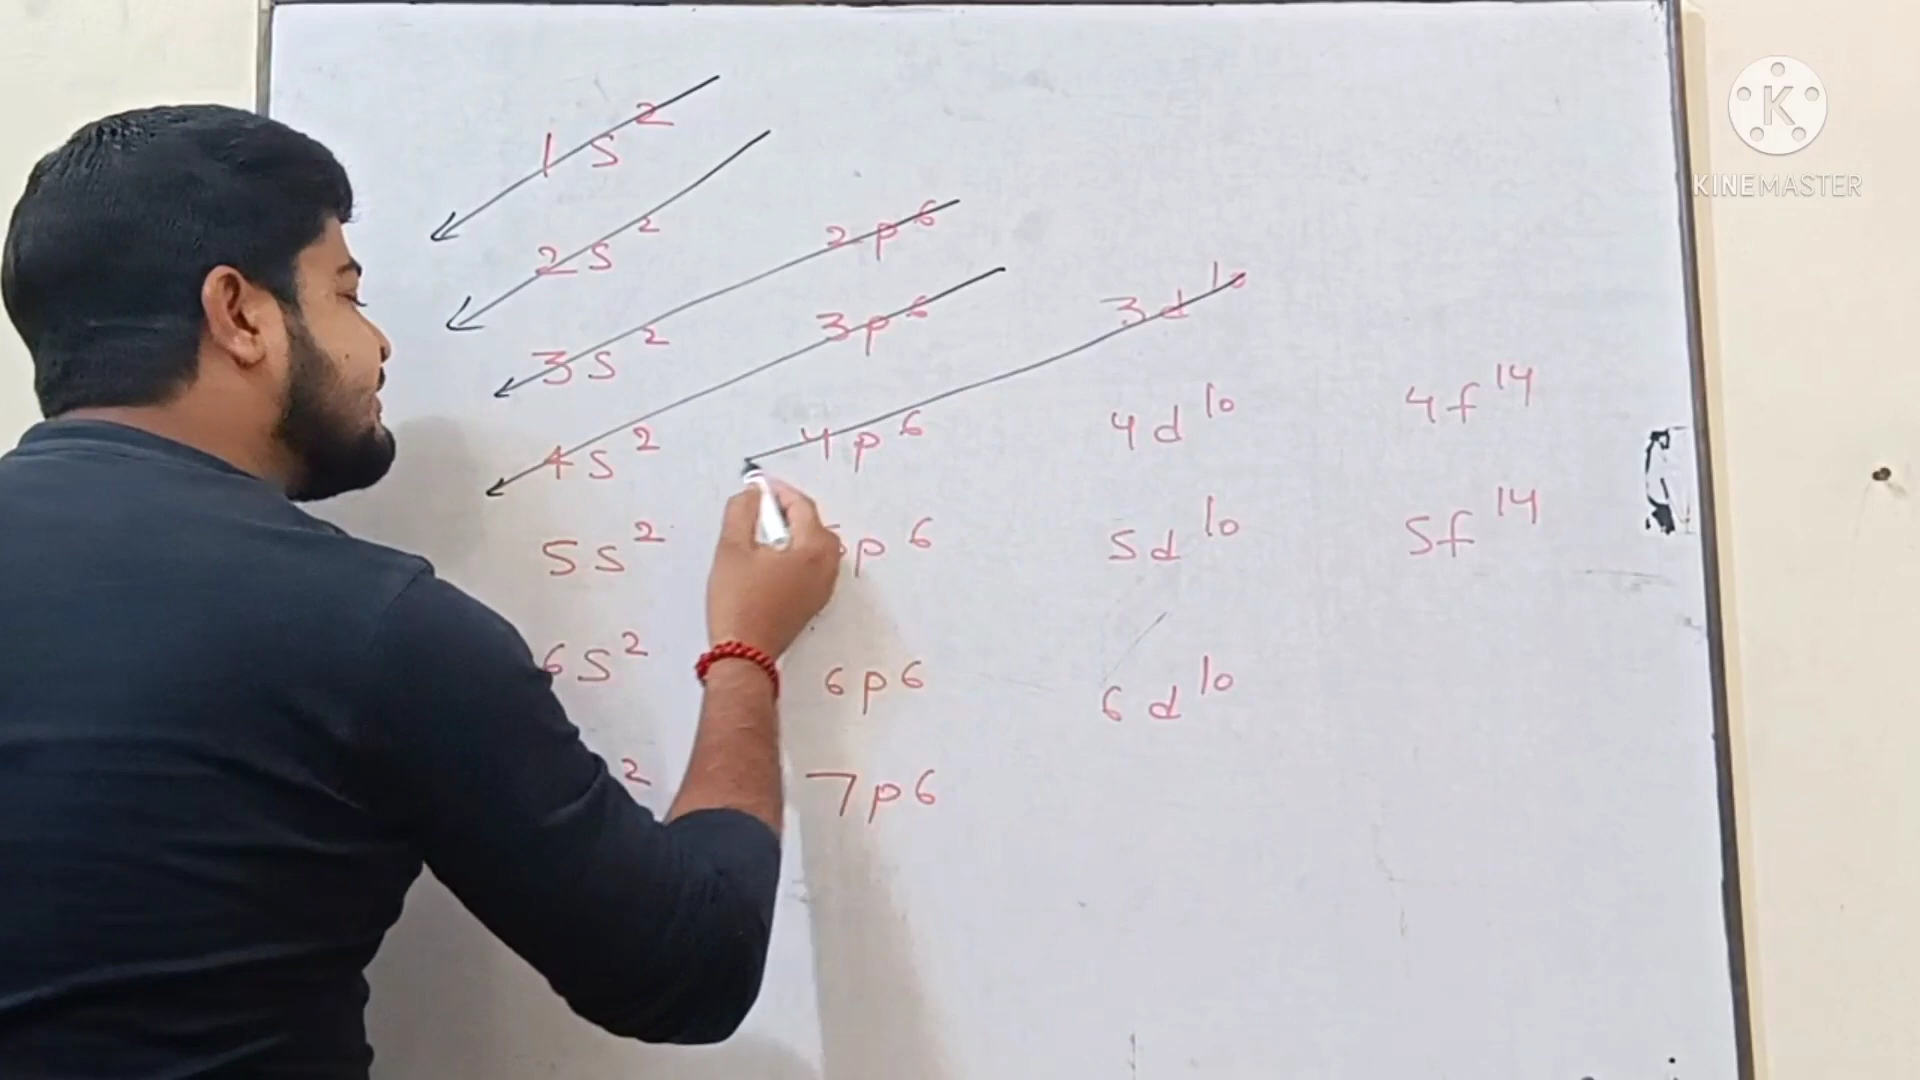 1s²
2s² 2p⁶
3s² 3p⁶ 3d¹⁰
4s² 4p⁶ 4d¹⁰ 4f¹⁴
5s² p⁶ 5d¹⁰ 5f¹⁴
6s² 6p6 6d¹⁰
² 7p6
K
KINEMASTER